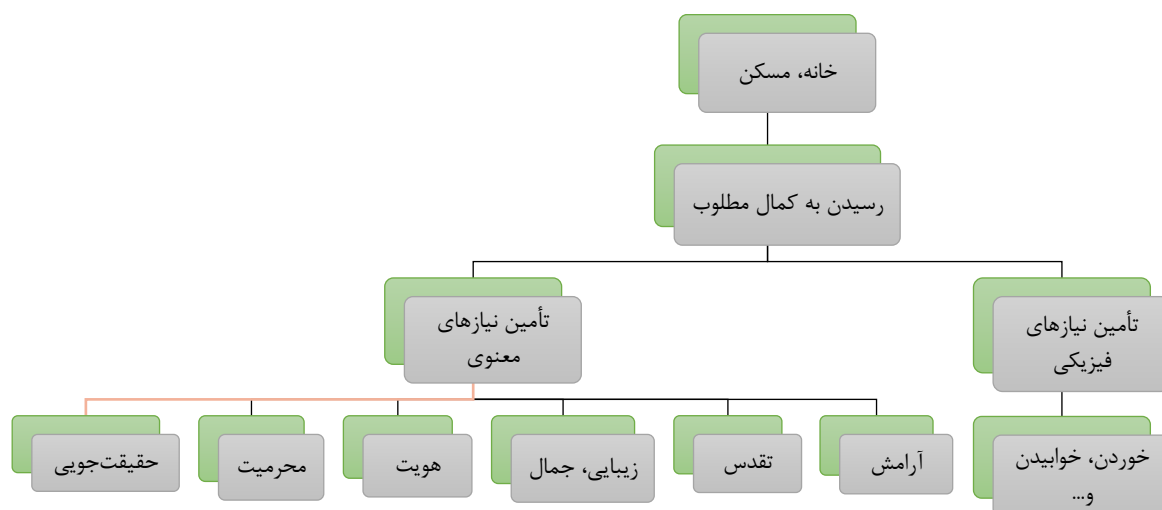 خانه، مسکن
رسیدن به کمال مطلوب
تأمین نیازهای
فیزیکی
تأمین نیازهای
معنوی
خوردن، خوابیدن
و...
آرامش
تقدس
زیبایی، جمال
هویت
محرمیت
حقیقت‌جویی